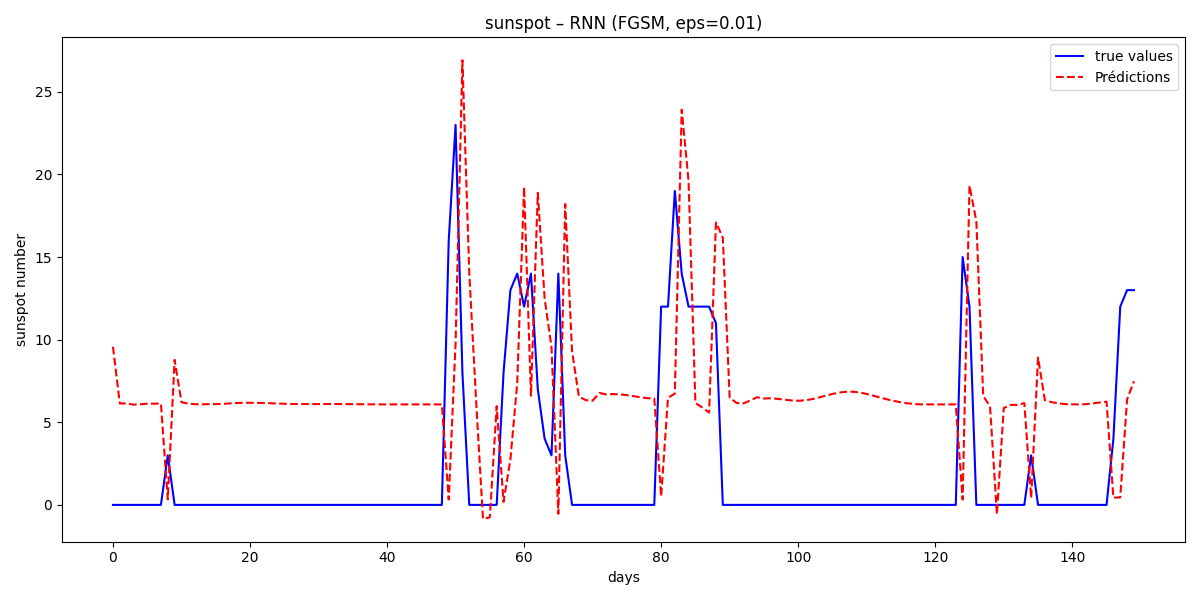 sunspot – RNN (FGSM, eps=0.01)
true values
Prédictions
sunspot number
25
20
15
10
5
0
0 20 40 60 80 100 120 140
days